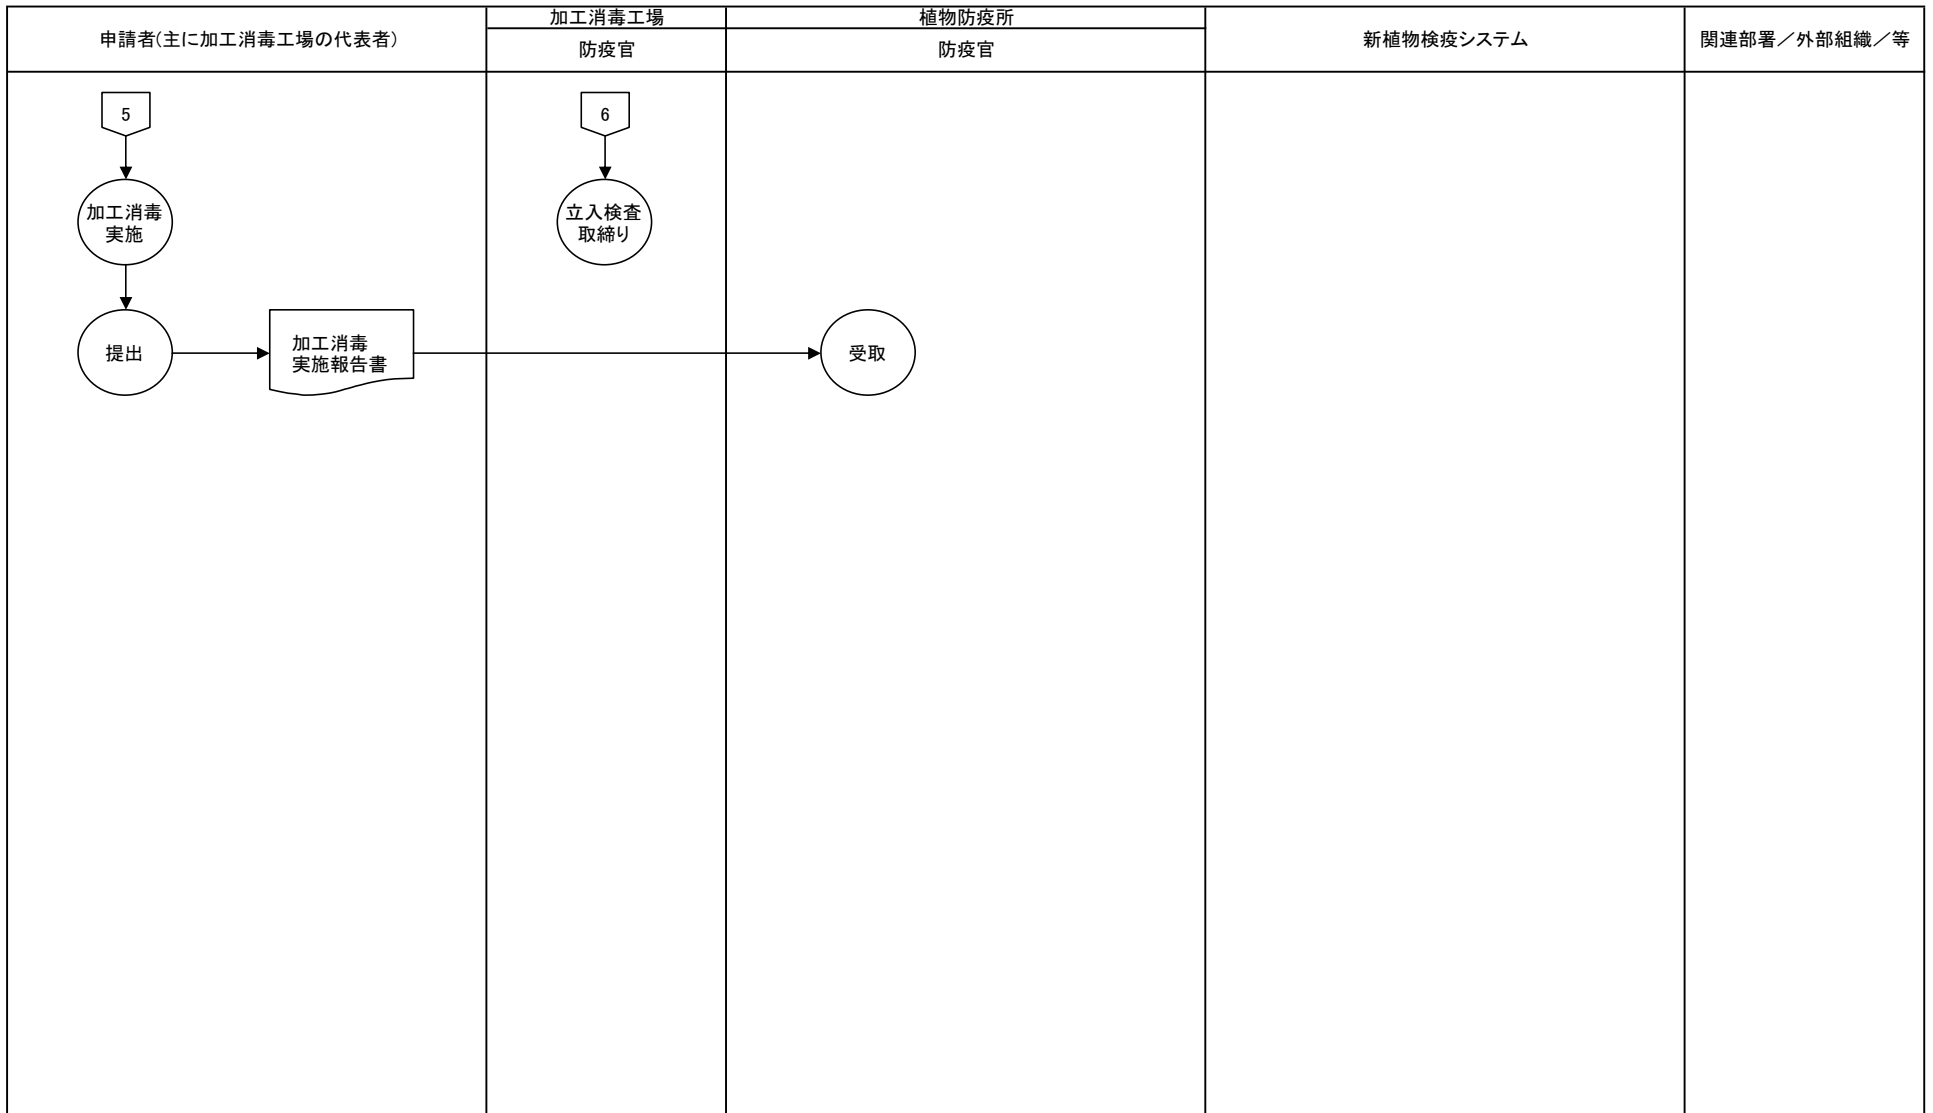 申請者(主に加工消毒工場の代表者)
加工消毒工場
防疫官
植物防疫所
防疫官
新植物検疫システム
関連部署／外部組織／等
5
6
加工消毒
実施
立入検査
取締り
提出
加工消毒
実施報告書
受取